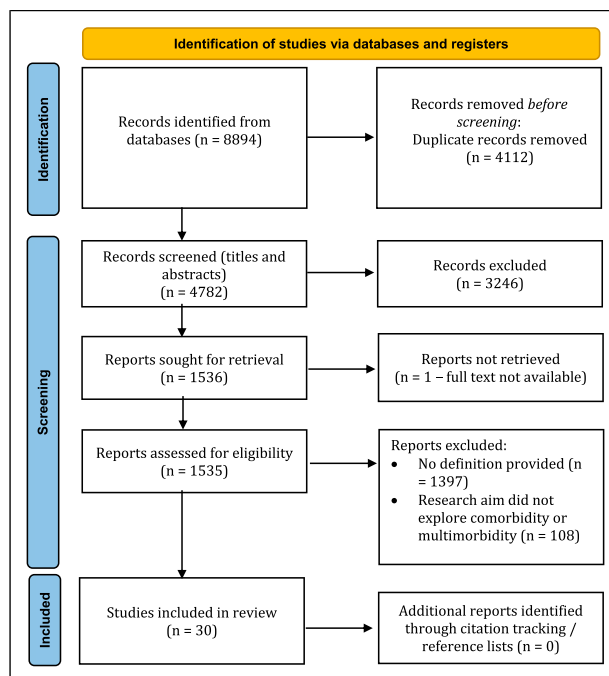 Identification of studies via databases and registers
Identification
Records identified from
databases (n = 8894)
Records removed before
screening:
Duplicate records removed
(n = 4112)
Screening
Records screened (titles and
abstracts)
(n = 4782)
Records excluded
(n = 3246)
Reports sought for retrieval
(n = 1536)
Reports not retrieved
(n = 1 – full text not available)
Reports assessed for eligibility
(n = 1535)
Reports excluded:
• No definition provided (n
= 1397)
• Research aim did not
explore comorbidity or
multimorbidity (n = 108)
Included
Studies included in review
(n = 30)
Additional reports identified
through citation tracking /
reference lists (n = 0)